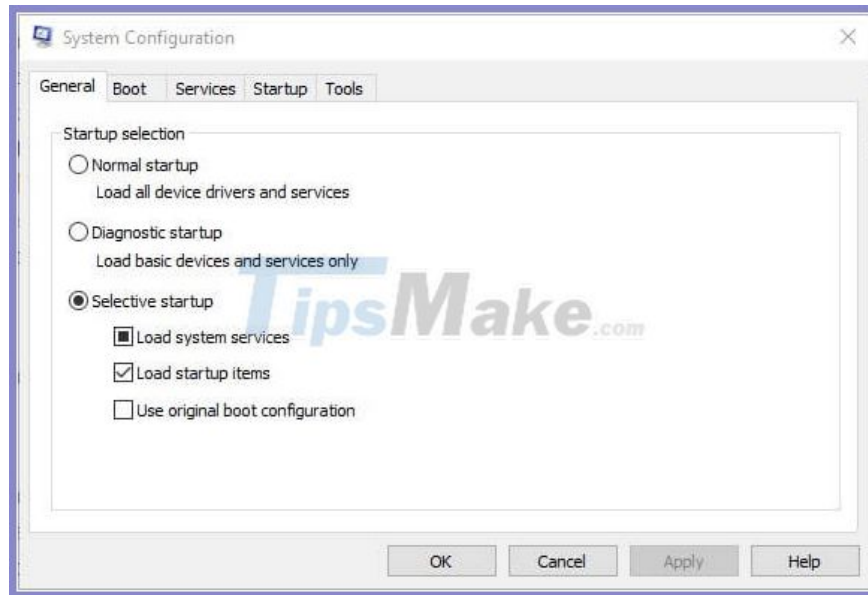 System Configuration
General Boot Services Startup Tools
Startup selection
Normal startup
Load all device drivers and services
Diagnostic startup
Load basic devices and services only
Selective startup
TipsMake.com
Load system services
Load startup items
Use original boot configuration
OK Cancel Apply Help